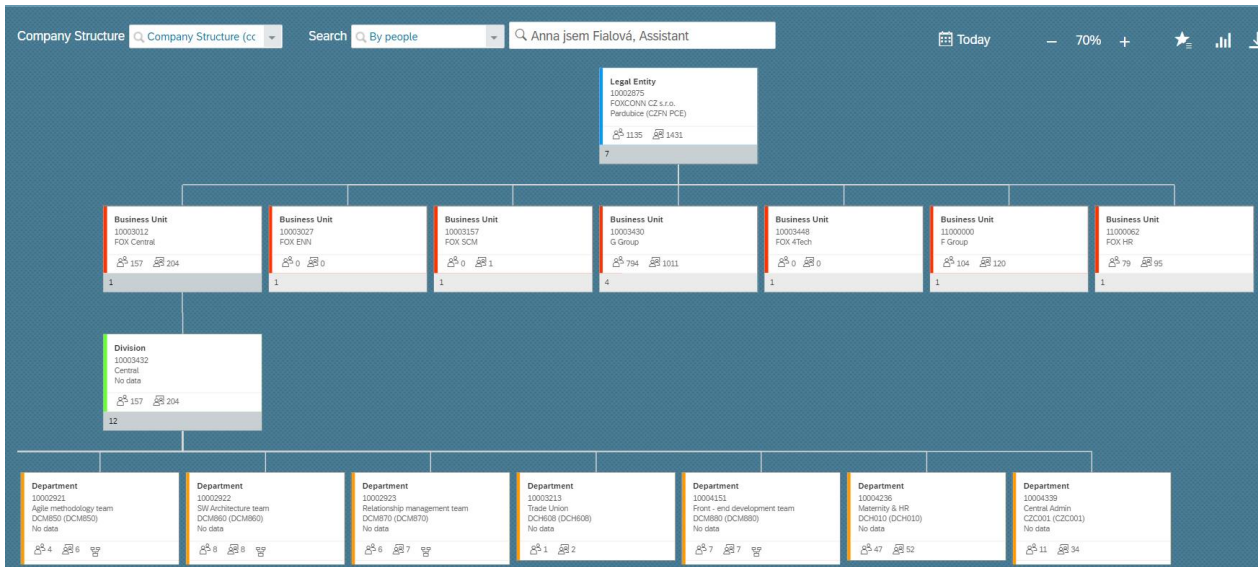 Company Structure Company Structure (cc Search By people Anna jsem Fialová, Assistant Today – 70% +
Legal Entity
10002875
FOXCONN CZ s.r.o.
Pardubice (CZFN PCE)
1135 1431
7
Business Unit
10003012
FOX Central
157 204
1
Business Unit
10003027
FOX ENN
0 0
1
Business Unit
10003157
FOX SCM
0 1
1
Business Unit
10003430
G Group
794 1011
4
Business Unit
10003448
FOX 4Tech
0 0
1
Business Unit
11000000
F Group
104 120
1
Business Unit
11000062
FOX HR
79 95
1
Division
10003432
Central
No data
157 204
12
Department
10002921
Agile methodology team
DCM850 (DCM850)
No data
4 6
Department
10002922
SW Architecture team
DCM860 (DCM860)
No data
8 8
Department
10002923
Relationship management team
DCM870 (DCM870)
No data
6 7
Department
10003213
Trade Union
DCH608 (DCH608)
No data
1 2
Department
10004151
Front - end development team
DCM880 (DCM880)
No data
7 7
Department
10004236
Maternity & HR
DCH010 (DCH010)
No data
47 52
Department
10004339
Central Admin
CZC001 (CZC001)
No data
11 34